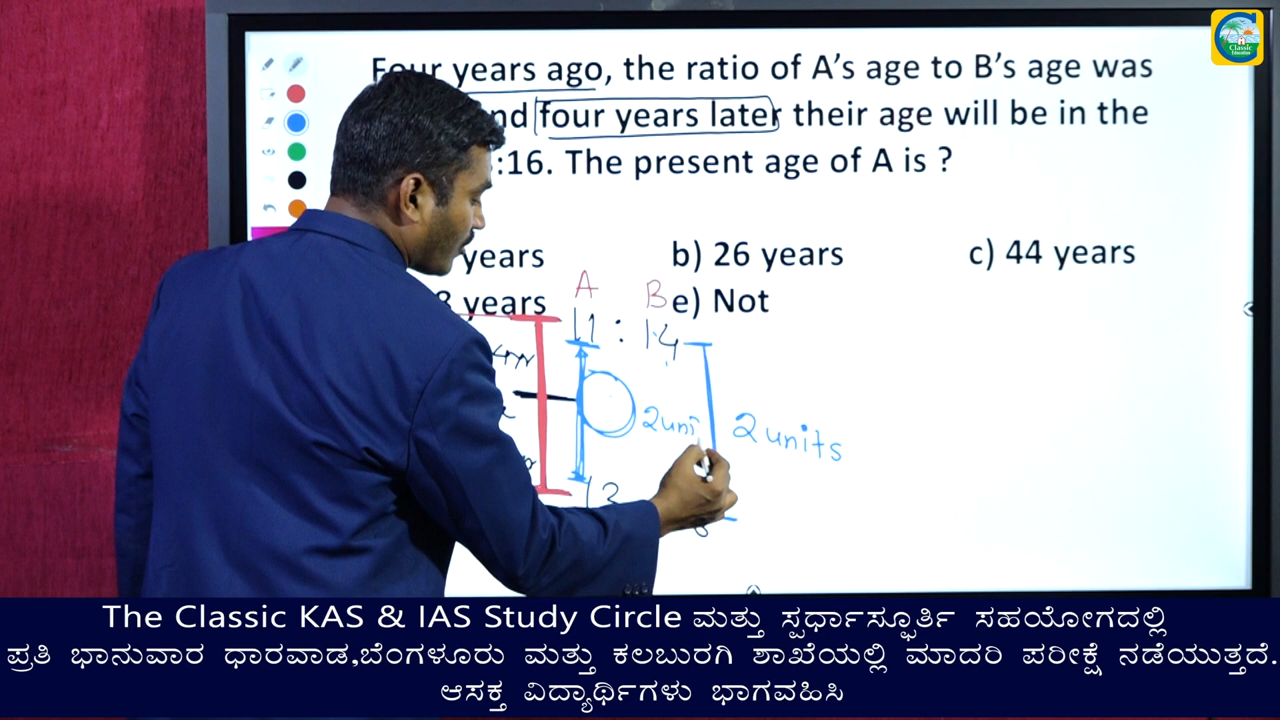 Four years ago, the ratio of A's age to B's age was
four years later their age will be in the
:16. The present age of A is ?
years b) 26 years c) 44 years
years e) Not
A B
11 : 14
4yr
2 uni 2 units
13
Classic
Education
The Classic KAS & IAS Study Circle ಮತ್ತು ಸ್ಪರ್ಧಾಸ್ಫೂರ್ತಿ ಸಹಯೋಗದಲ್ಲಿ
ಪ್ರತಿ ಭಾನುವಾರ ಧಾರವಾಡ,ಬೆಂಗಳೂರು ಮತ್ತು ಕಲಬುರಗಿ ಶಾಖೆಯಲ್ಲಿ ಮಾದರಿ ಪರೀಕ್ಷೆ ನಡೆಯುತ್ತದೆ.
ಆಸಕ್ತ ವಿದ್ಯಾರ್ಥಿಗಳು ಭಾಗವಹಿಸಿ